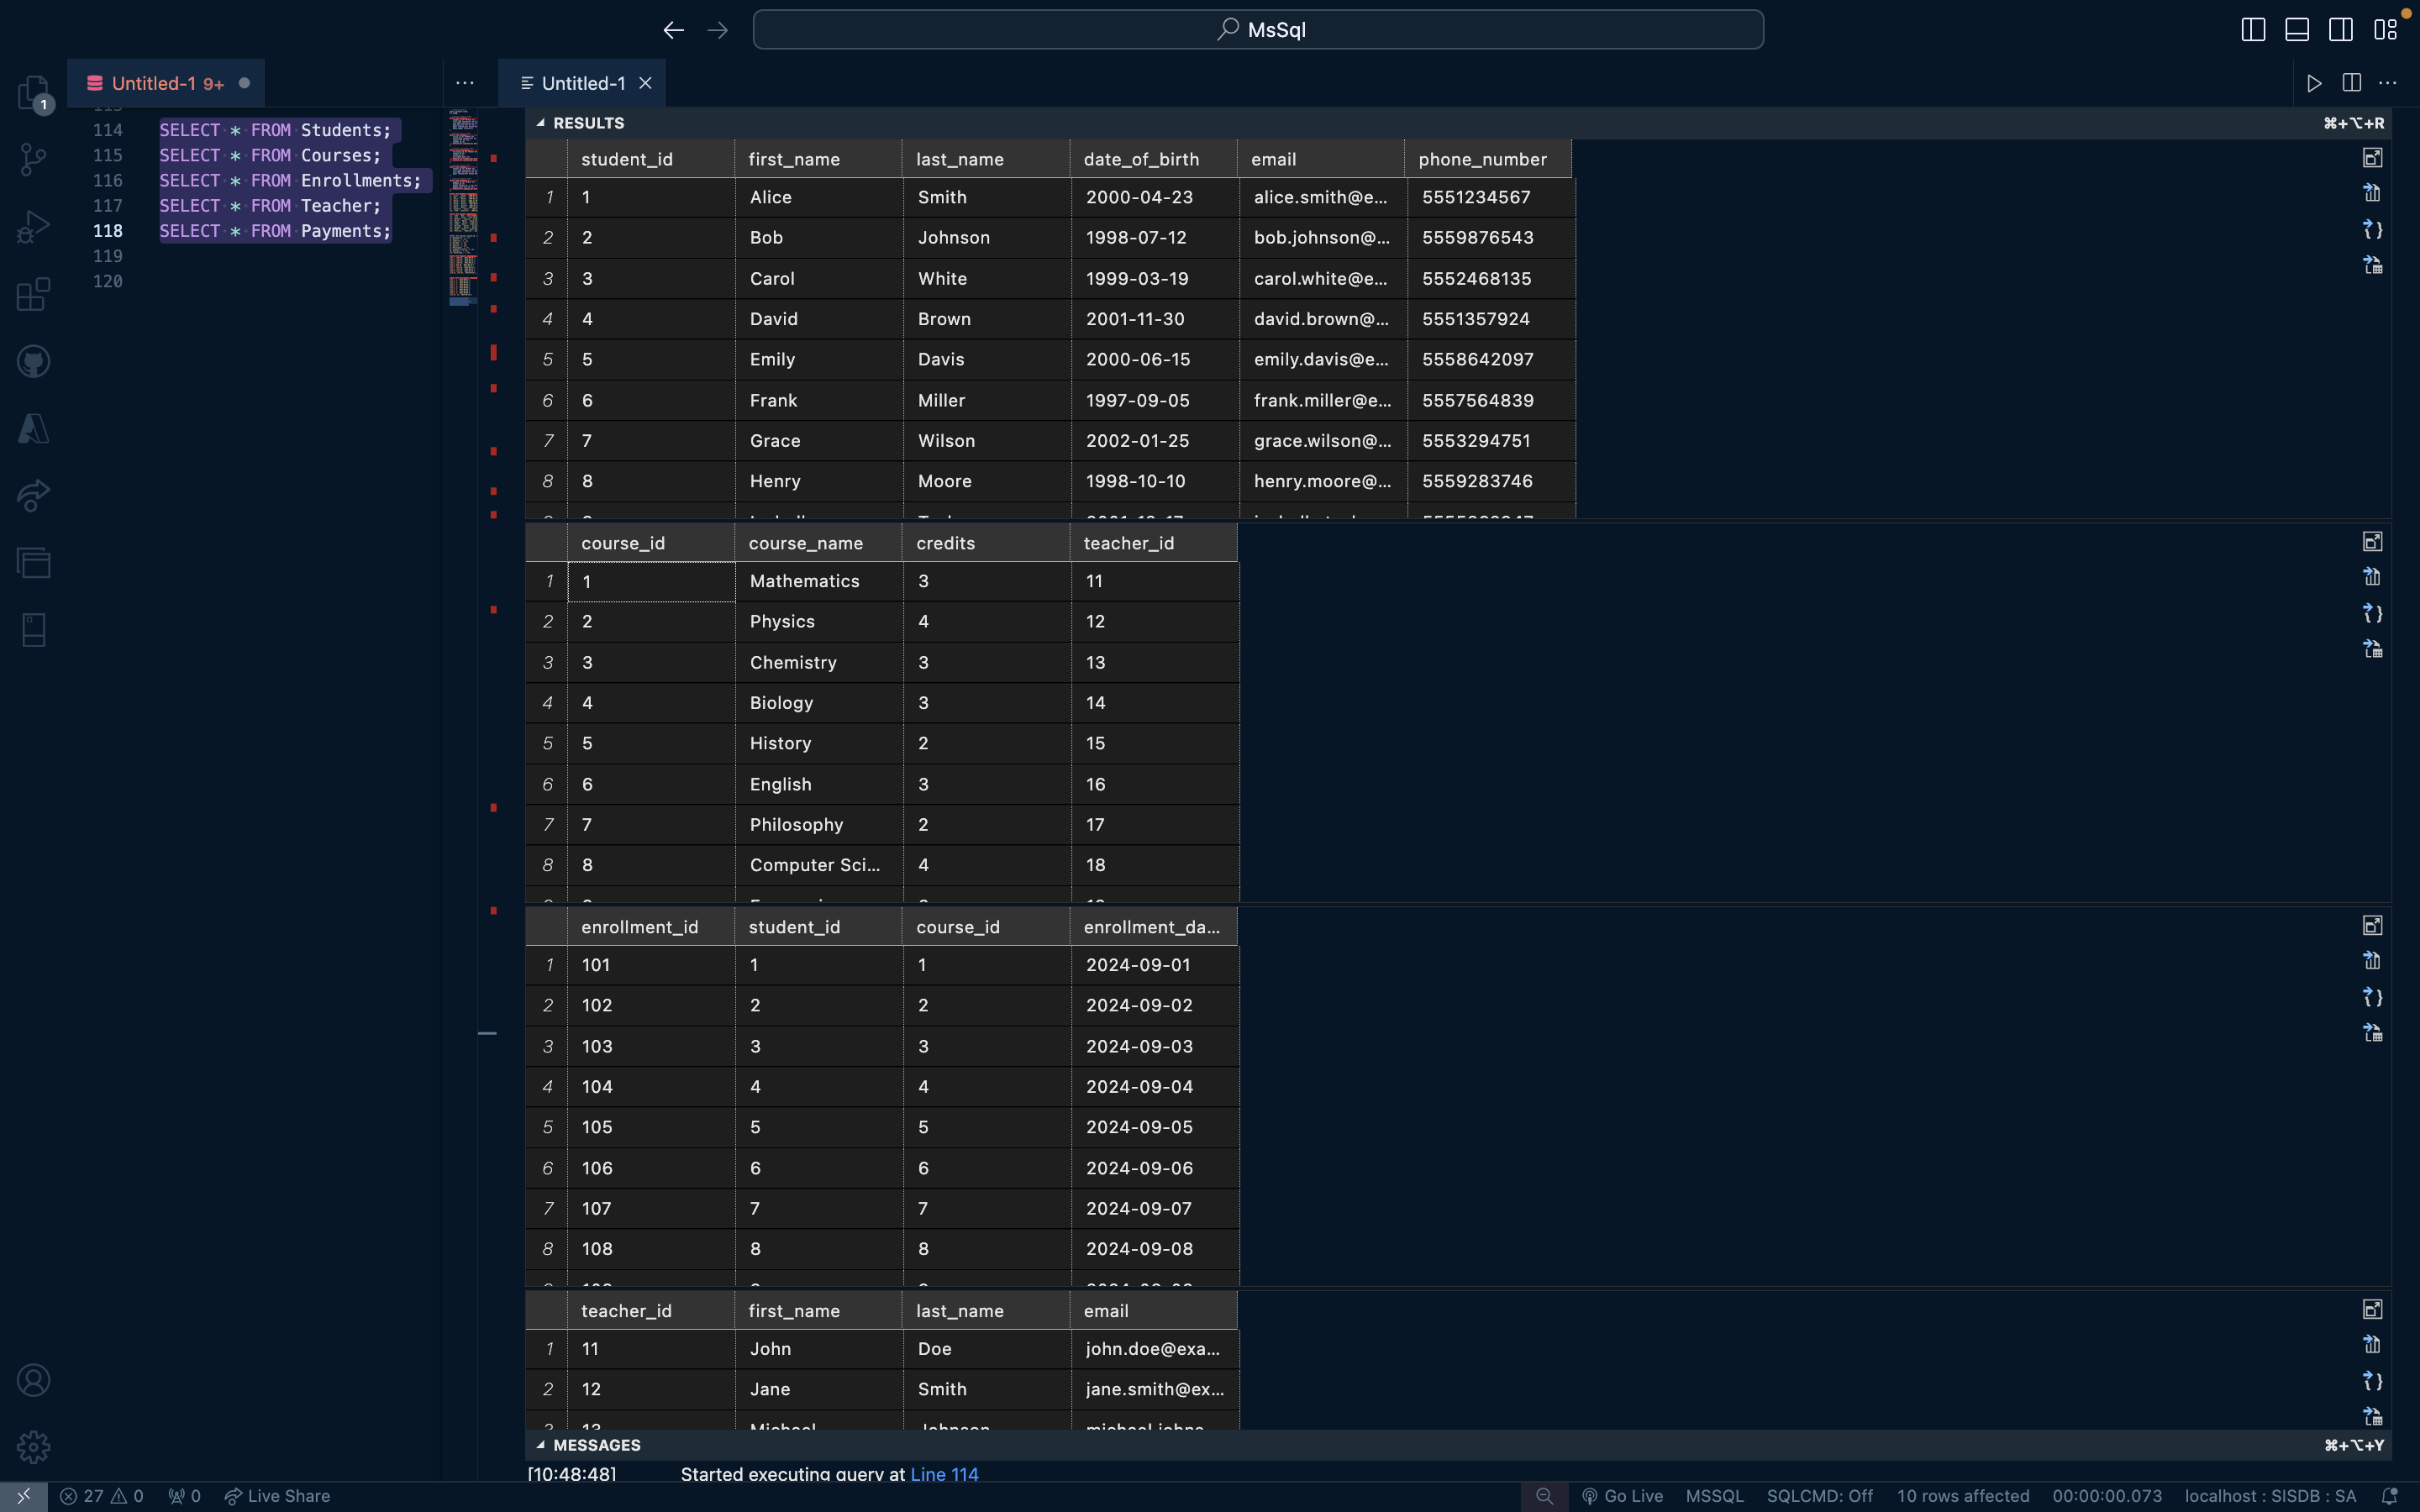 MsSql
1
Untitled-1 9+
Untitled-1
114 SELECT * FROM Students;
115 SELECT * FROM Courses;
116 SELECT * FROM Enrollments;
117 SELECT * FROM Teacher;
118 SELECT * FROM Payments;
119
120
RESULTS ⌘+⌥+R
student_id first_name last_name date_of_birth email phone_number
1 1 Alice Smith 2000-04-23 alice.smith@e... 5551234567
2 2 Bob Johnson 1998-07-12 bob.johnson@... 5559876543
3 3 Carol White 1999-03-19 carol.white@e... 5552468135
4 4 David Brown 2001-11-30 david.brown@... 5551357924
5 5 Emily Davis 2000-06-15 emily.davis@e... 5558642097
6 6 Frank Miller 1997-09-05 frank.miller@e... 5557564839
7 7 Grace Wilson 2002-01-25 grace.wilson@... 5553294751
8 8 Henry Moore 1998-10-10 henry.moore@... 5559283746
course_id course_name credits teacher_id
1 1 Mathematics 3 11
2 2 Physics 4 12
3 3 Chemistry 3 13
4 4 Biology 3 14
5 5 History 2 15
6 6 English 3 16
7 7 Philosophy 2 17
8 8 Computer Sci... 4 18
enrollment_id student_id course_id enrollment_da...
1 101 1 1 2024-09-01
2 102 2 2 2024-09-02
3 103 3 3 2024-09-03
4 104 4 4 2024-09-04
5 105 5 5 2024-09-05
6 106 6 6 2024-09-06
7 107 7 7 2024-09-07
8 108 8 8 2024-09-08
teacher_id first_name last_name email
1 11 John Doe john.doe@exa...
2 12 Jane Smith jane.smith@ex...
MESSAGES ⌘+⌥+Y
[10:48:48] Started executing query at Line 114
27 0 0 Live Share Go Live MSSQL SQLCMD: Off 10 rows affected 00:00:00.073 localhost : SISDB : SA